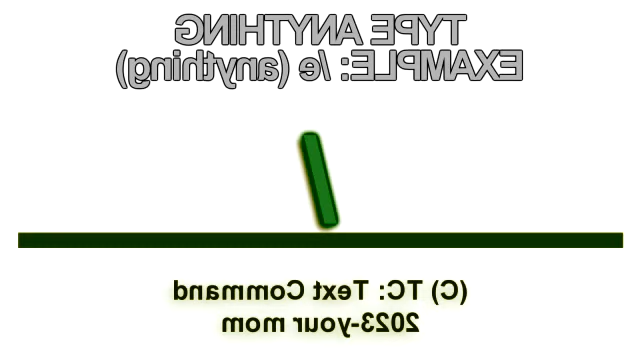 TYPE ANYTHING
EXAMPLE: /e (anything)
\
(C) TC: Text Command
2023-your mom